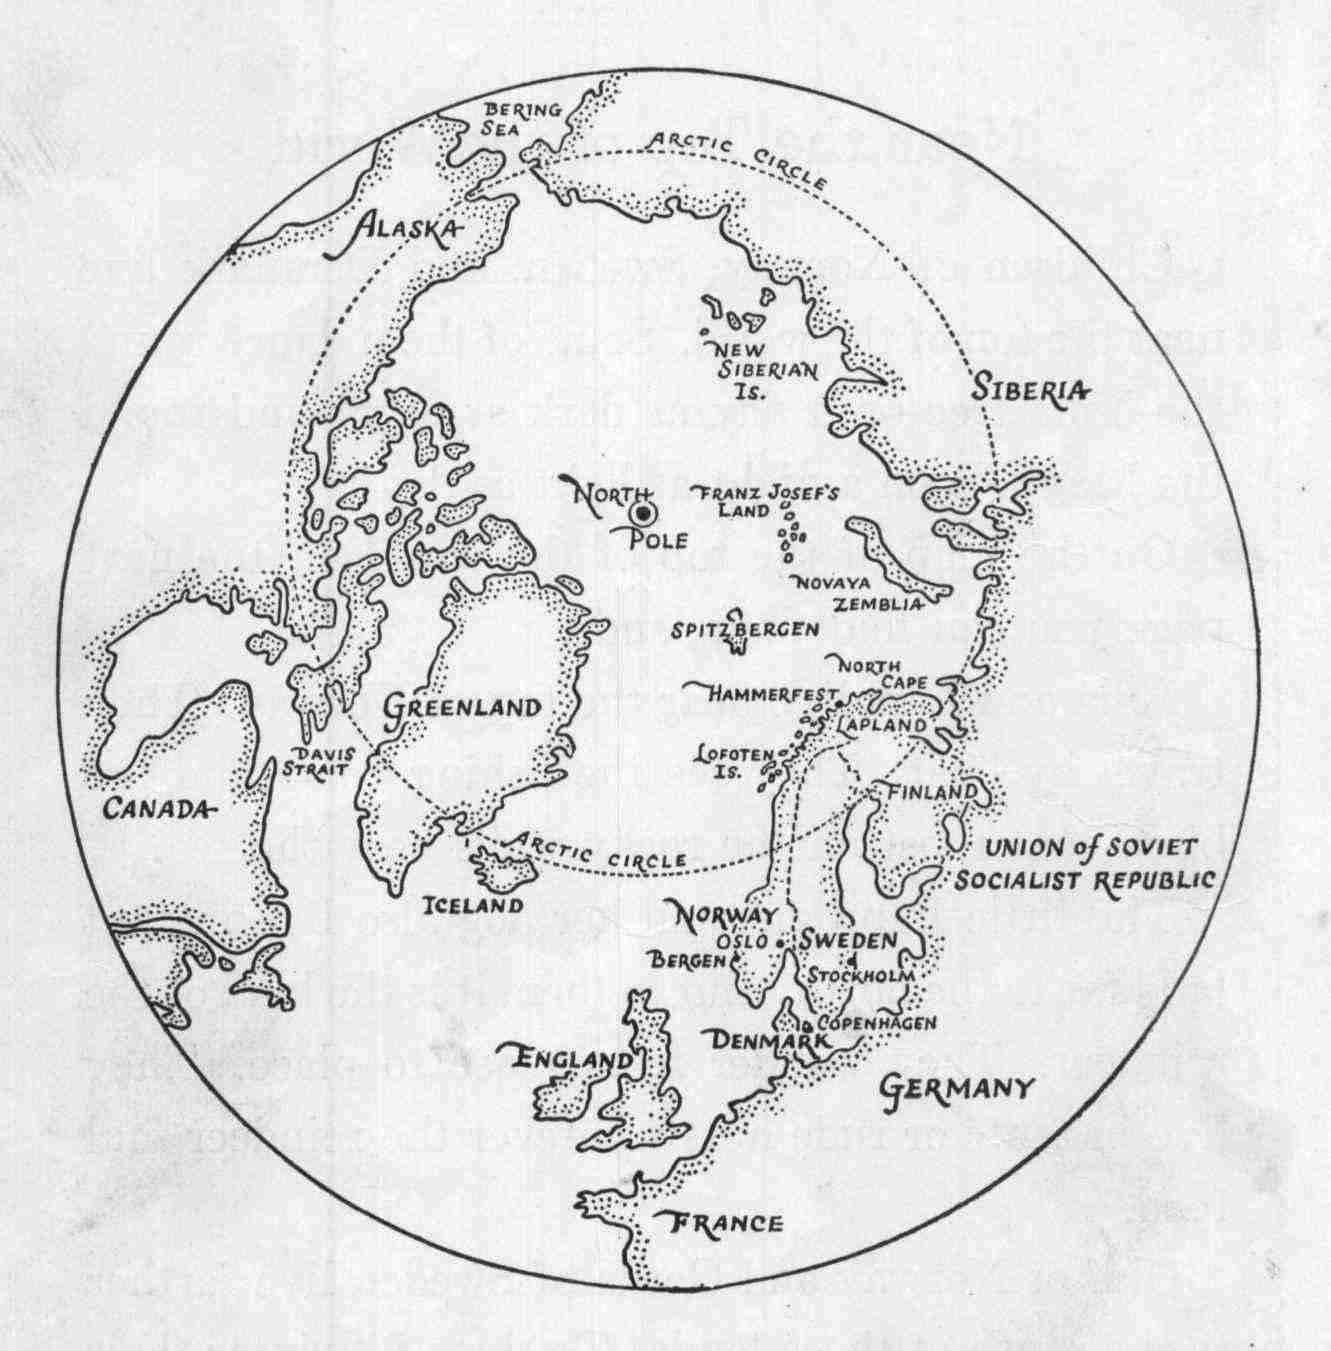 BERING
SEA
ARCTIC CIRCLE
ALASKA
NEW
SIBERIAN
IS.
SIBERIA
NORTH
POLE
FRANZ JOSEF'S
LAND
NOVAYA
ZEMBLIA
SPITZBERGEN
NORTH
CAPE
HAMMERFEST
LAPLAND
GREENLAND
DAVIS
STRAIT
LOFOTEN
IS.
FINLAND
CANADA
ARCTIC CIRCLE
UNION of SOVIET
SOCIALIST REPUBLIC
ICELAND
NORWAY
OSLO
SWEDEN
BERGEN
STOCKHOLM
COPENHAGEN
DENMARK
ENGLAND
GERMANY
FRANCE